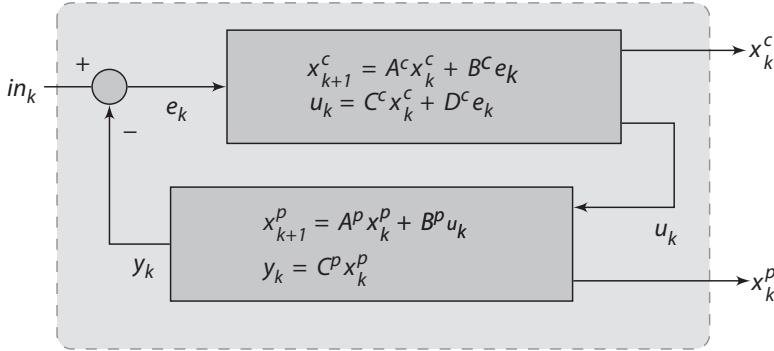 x^c_{k+1} = A^c x^c_k + B^c e_k
u_k = C^c x^c_k + D^c e_k
x^c_k
+
in_k
e_k
−
x^p_{k+1} = A^p x^p_k + B^p u_k
y_k = C^p x^p_k
u_k
y_k
x^p_k